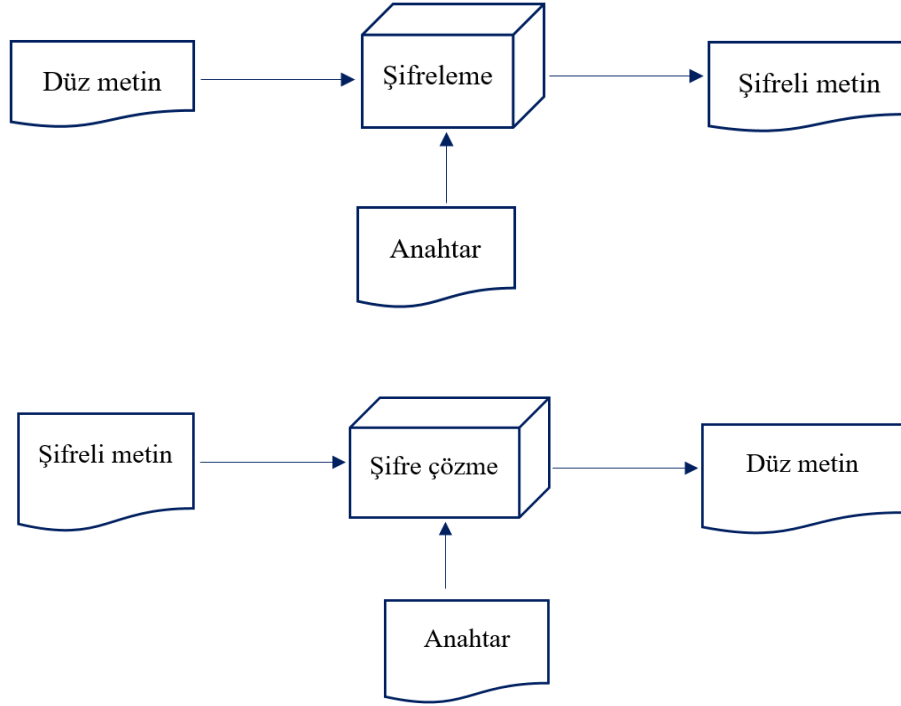 Düz metin
Şifreleme
Şifreli metin
Anahtar
Şifreli metin
Şifre çözme
Düz metin
Anahtar